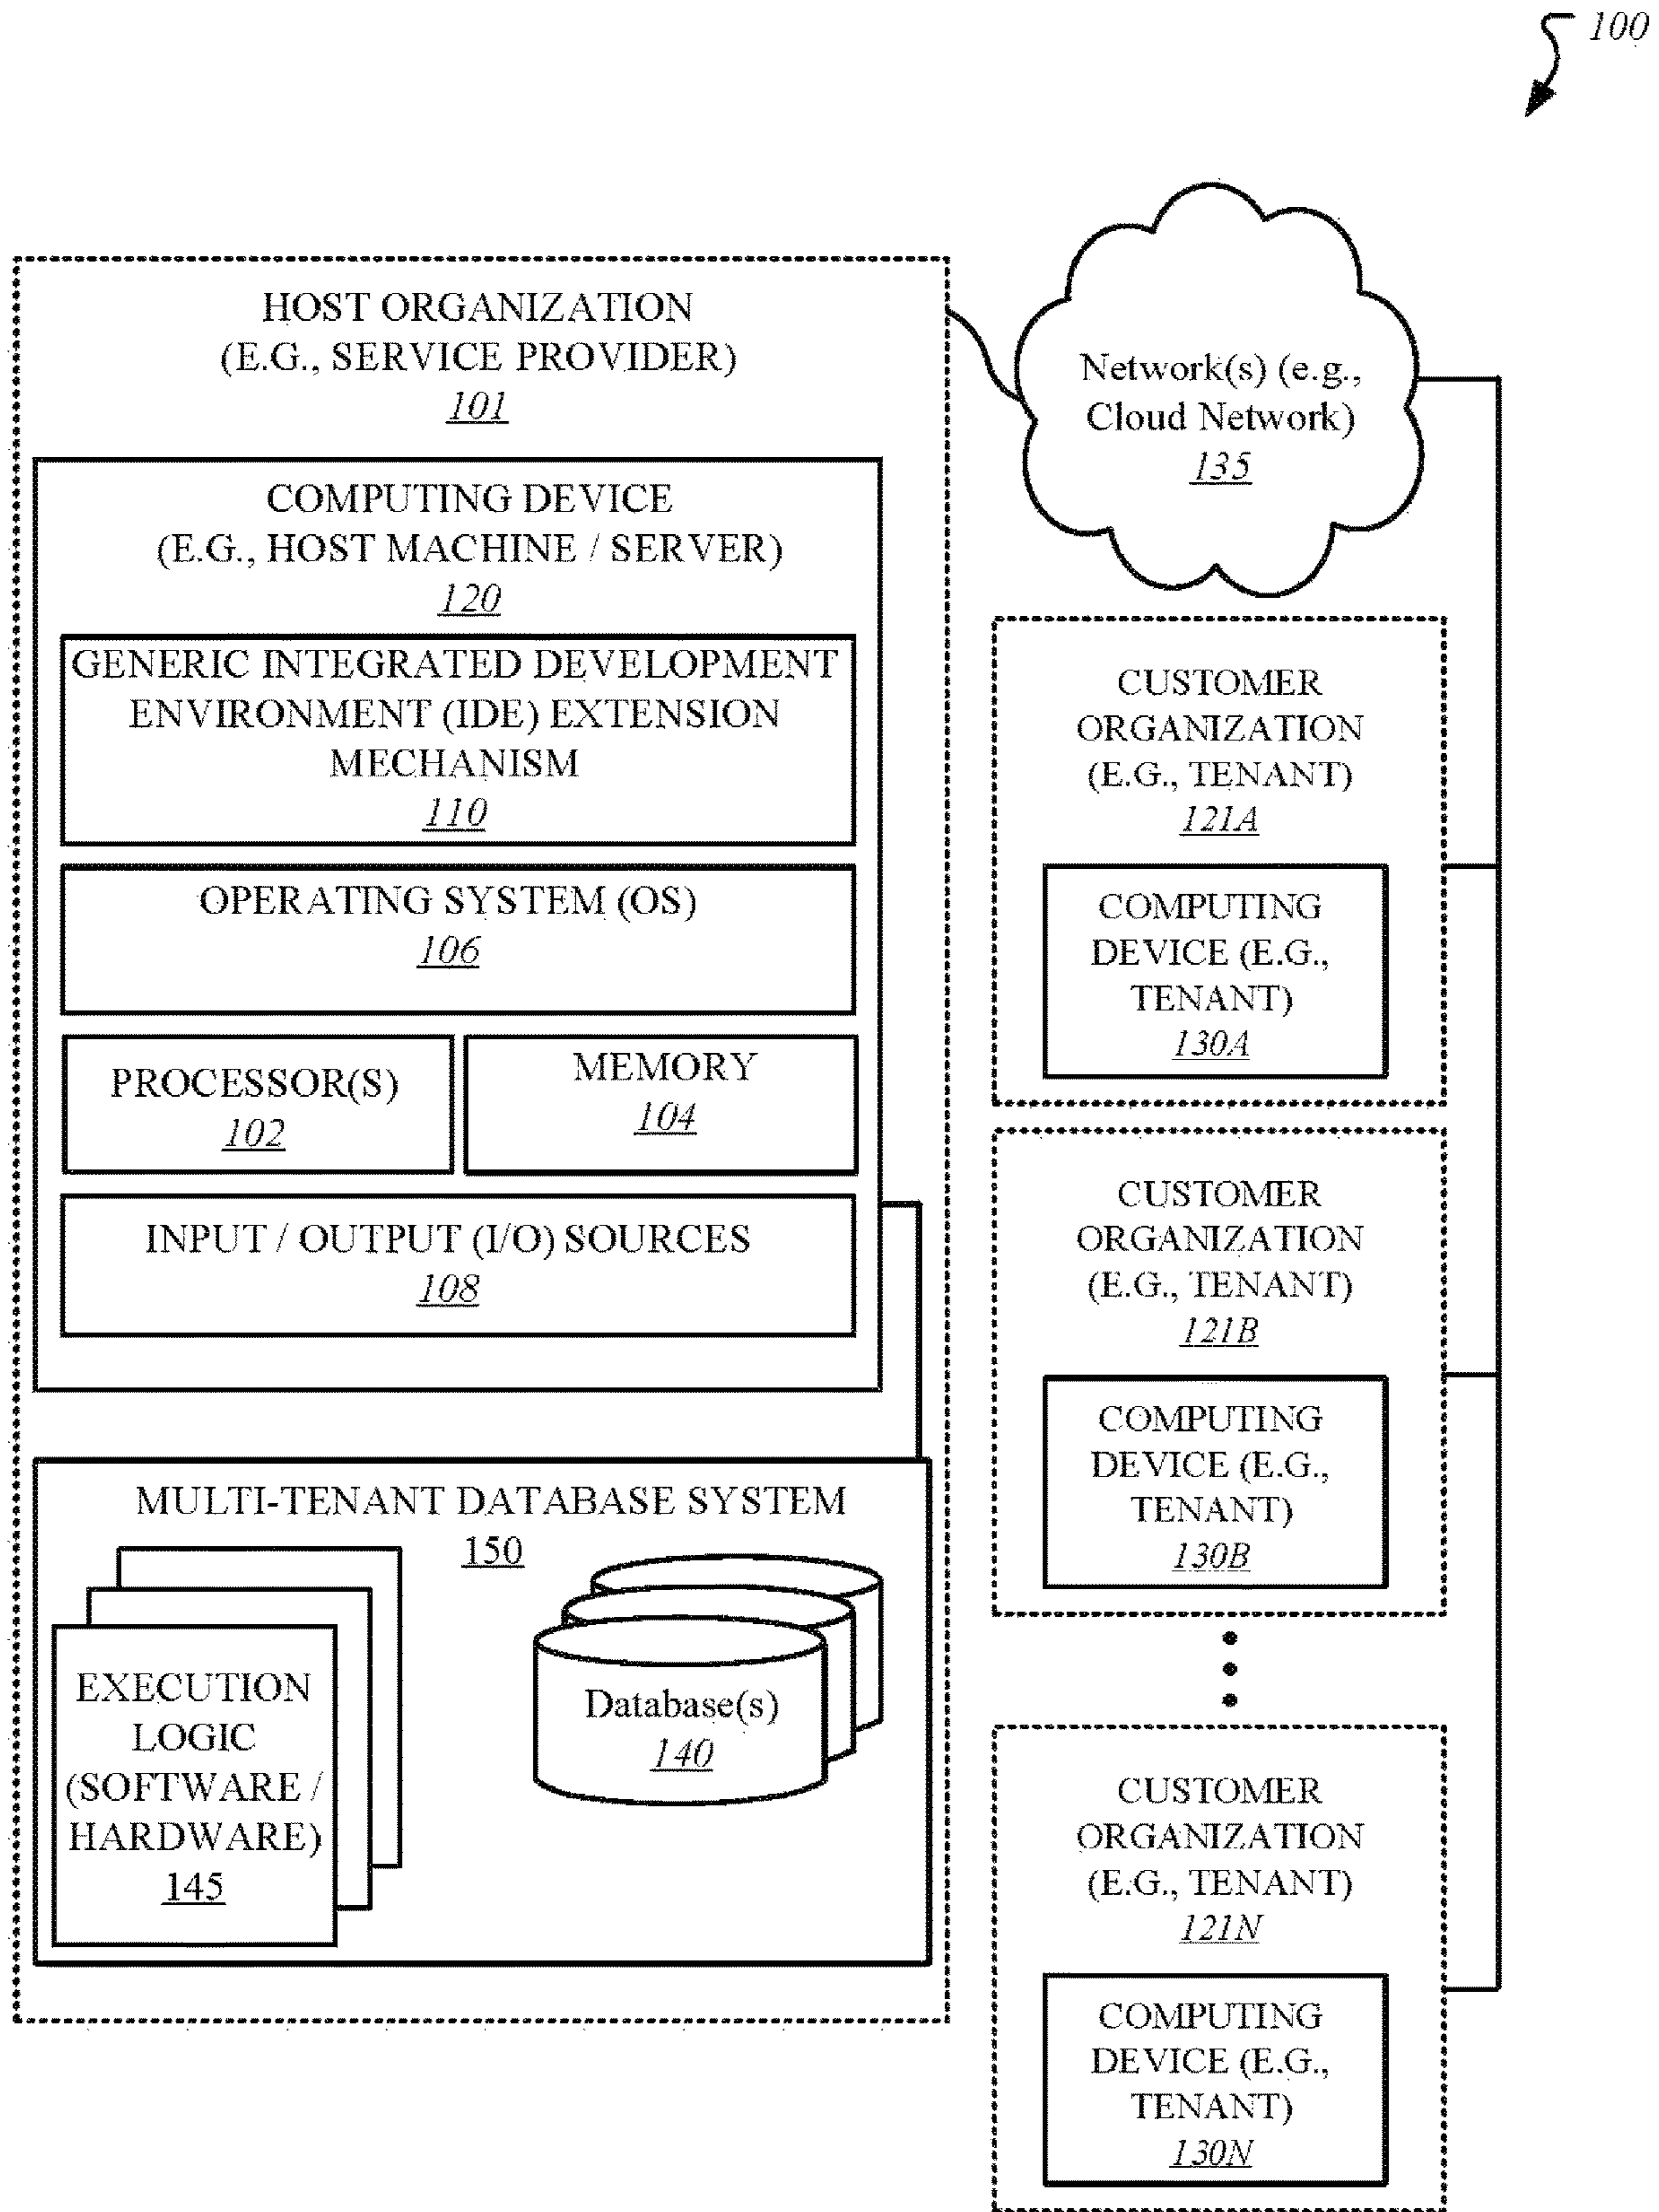 100
HOST ORGANIZATION
(E.G., SERVICE PROVIDER)
101
COMPUTING DEVICE
(E.G., HOST MACHINE / SERVER)
120
GENERIC INTEGRATED DEVELOPMENT
ENVIRONMENT (IDE) EXTENSION
MECHANISM
110
OPERATING SYSTEM (OS)
106
PROCESSOR(S)
102
MEMORY
104
INPUT / OUTPUT (I/O) SOURCES
108
MULTI-TENANT DATABASE SYSTEM
150
EXECUTION
LOGIC
(SOFTWARE /
HARDWARE)
145
Database(s)
140
Network(s) (e.g.,
Cloud Network)
135
CUSTOMER
ORGANIZATION
(E.G., TENANT)
121A
COMPUTING
DEVICE (E.G.,
TENANT)
130A
CUSTOMER
ORGANIZATION
(E.G., TENANT)
121B
COMPUTING
DEVICE (E.G.,
TENANT)
130B
CUSTOMER
ORGANIZATION
(E.G., TENANT)
121N
COMPUTING
DEVICE (E.G.,
TENANT)
130N